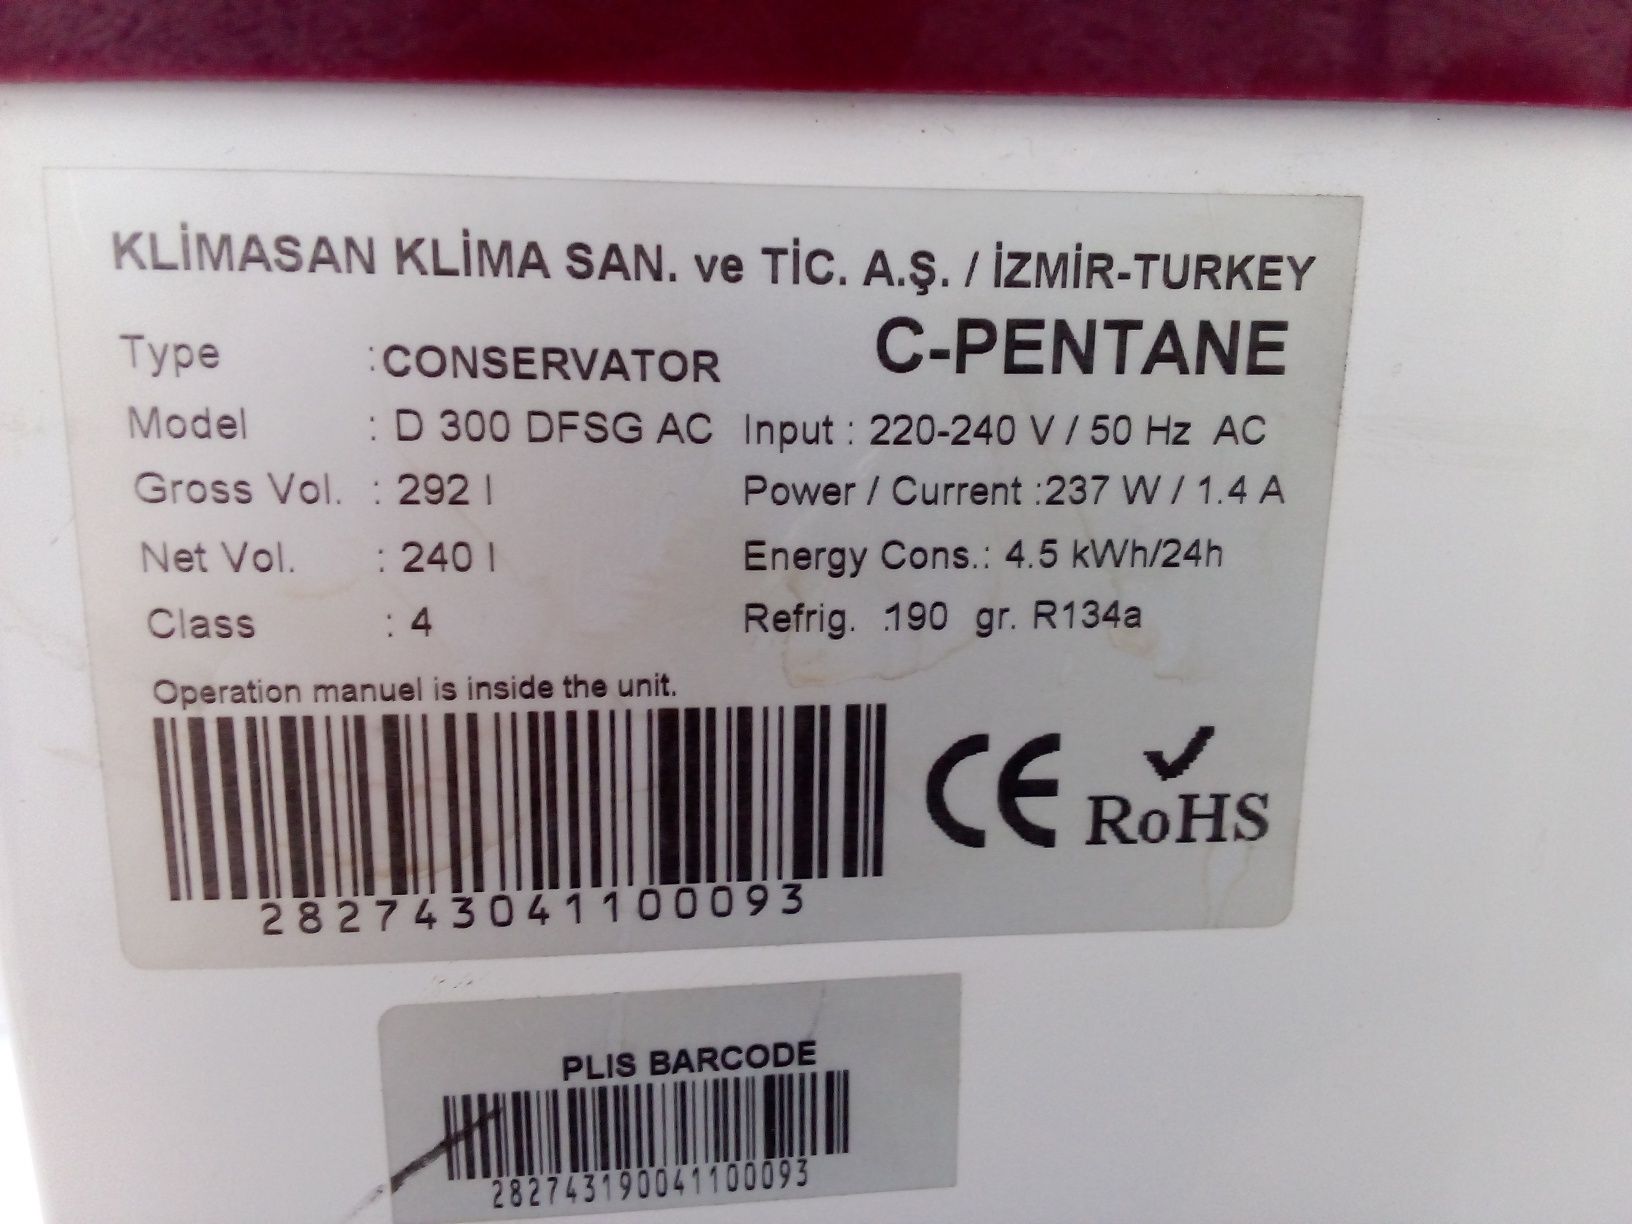 KLİMASAN KLİMA SAN. ve TİC. A.Ş. / İZMİR-TURKEY
C-PENTANE
Type :CONSERVATOR
Model : D 300 DFSG AC Input : 220-240 V / 50 Hz AC
Gross Vol. : 292 l Power / Current :237 W / 1.4 A
Net Vol. : 240 l Energy Cons.: 4.5 kWh/24h
Class : 4 Refrig. :190 gr. R134a
Operation manuel is inside the unit.
CE RoHS
282743041100093
PLIS BARCODE
282743190041100093